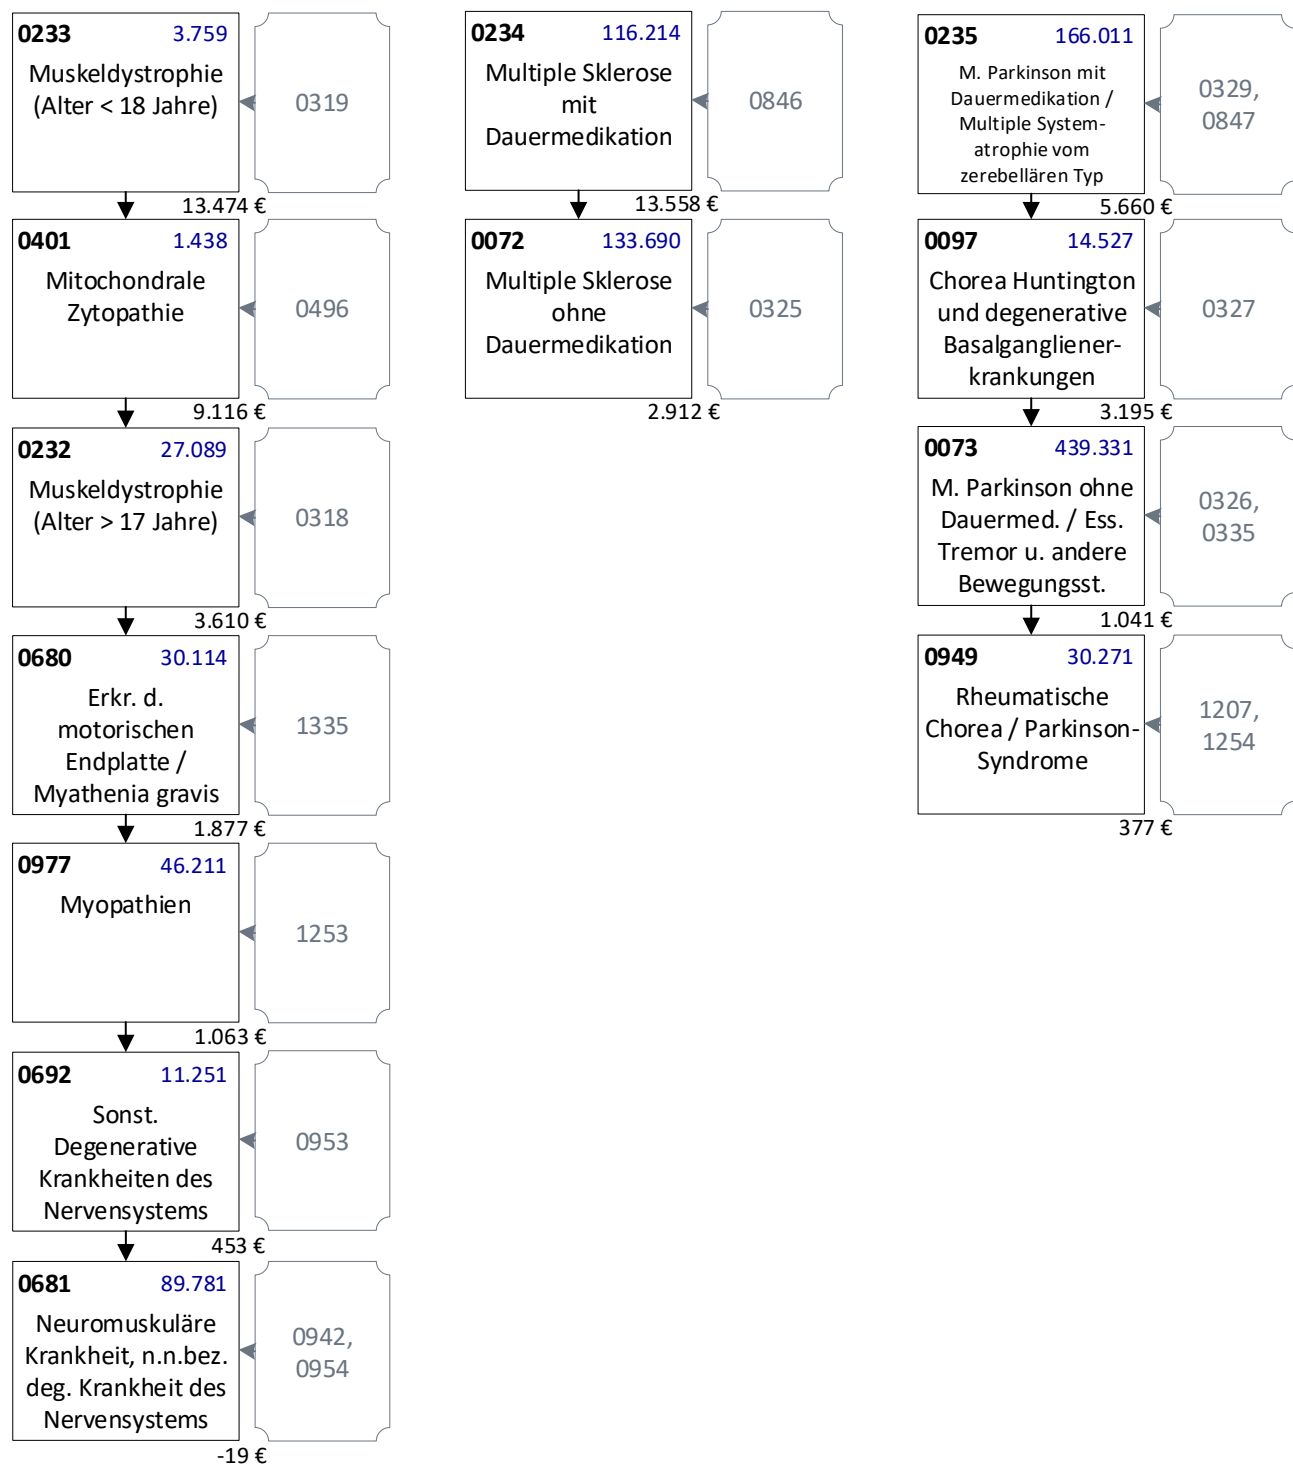 0233 3.759
Muskeldystrophie
(Alter < 18 Jahre)
0319
13.474 €
0401 1.438
Mitochondrale
Zytopathie
0496
9.116 €
0232 27.089
Muskeldystrophie
(Alter > 17 Jahre)
0318
3.610 €
0680 30.114
Erkr. d.
motorischen
Endplatte /
Myathenia gravis
1335
1.877 €
0977 46.211
Myopathien
1253
1.063 €
0692 11.251
Sonst.
Degenerative
Krankheiten des
Nervensystems
0953
453 €
0681 89.781
Neuromuskuläre
Krankheit, n.n.bez.
deg. Krankheit des
Nervensystems
0942,
0954
-19 €
0234 116.214
Multiple Sklerose
mit
Dauermedikation
0846
13.558 €
0072 133.690
Multiple Sklerose
ohne
Dauermedikation
0325
2.912 €
0235 166.011
M. Parkinson mit
Dauermedikation /
Multiple System-
atrophie vom
zerebellären Typ
0329,
0847
5.660 €
0097 14.527
Chorea Huntington
und degenerative
Basalganglienerkrankungen
0327
3.195 €
0073 439.331
M. Parkinson ohne
Dauermed. / Ess.
Tremor u. andere
Bewegungsst.
0326,
0335
1.041 €
0949 30.271
Rheumatische
Chorea / Parkinson-
Syndrome
1207,
1254
377 €